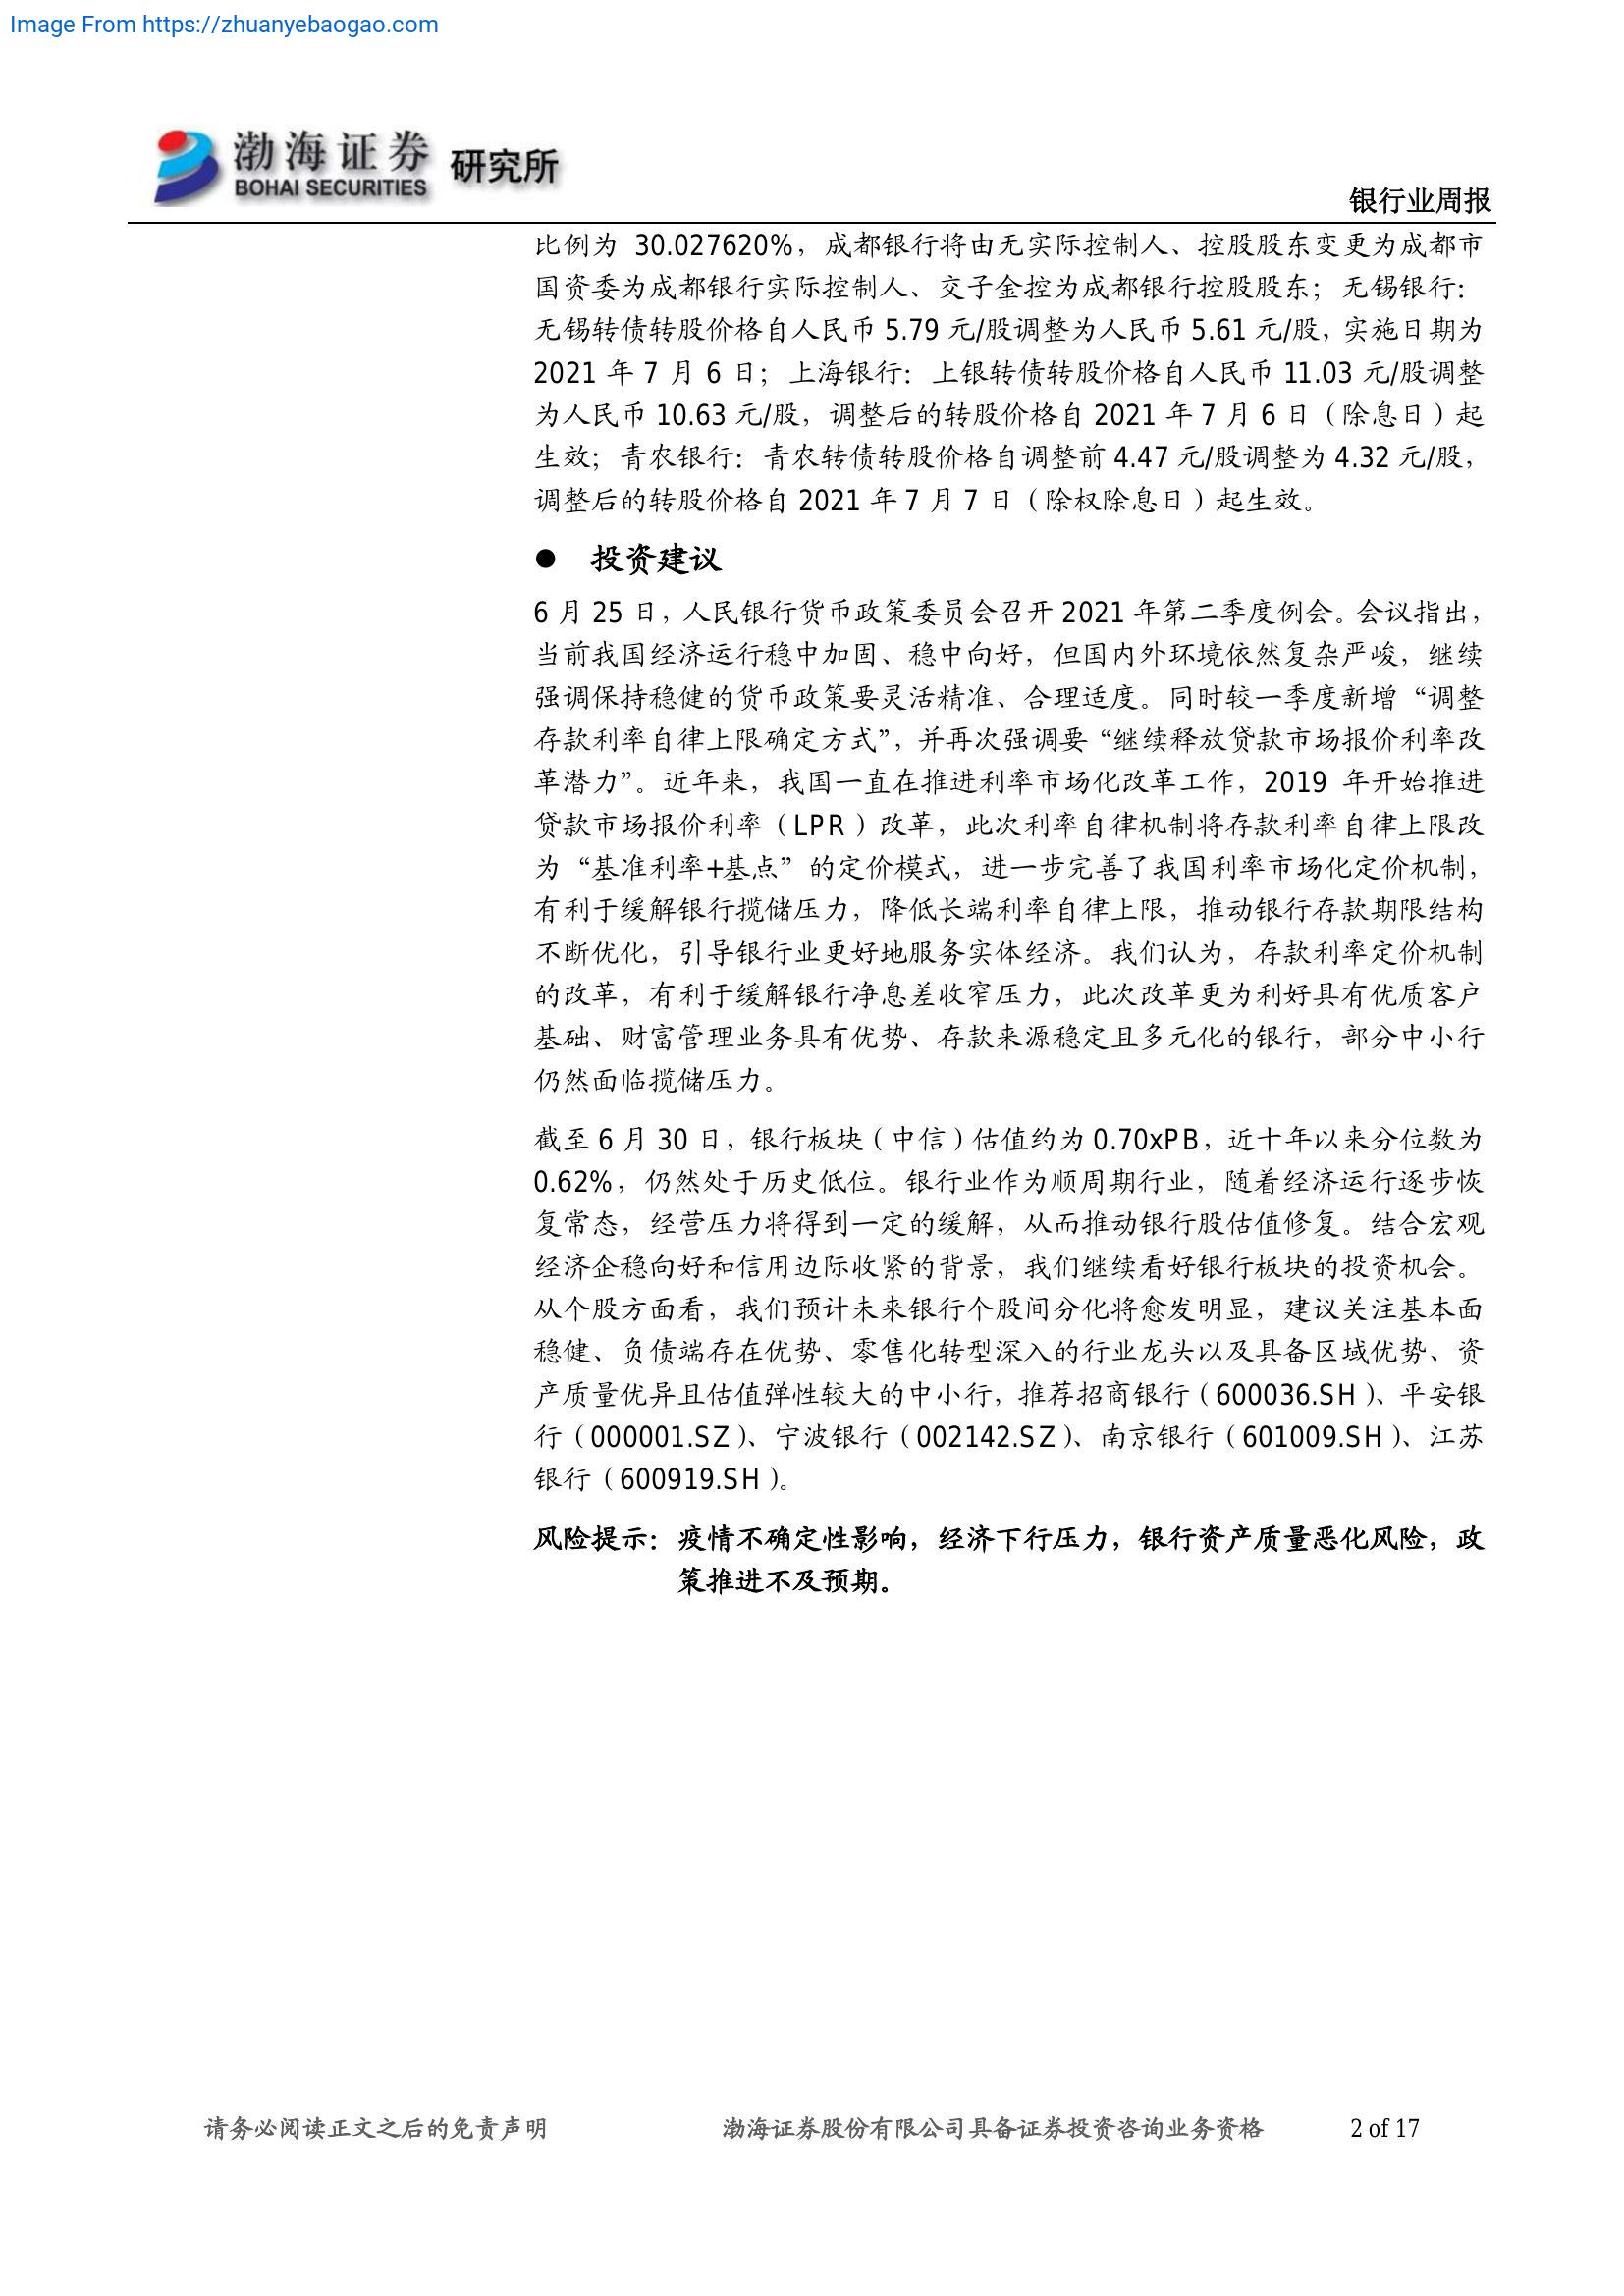 Image From https://zhuanyebaogao.com
渤海证券 研究所
BOHAI SECURITIES
银行业周报
比例为 30.027620%，成都银行将由无实际控制人、控股股东变更为成都市
国资委为成都银行实际控制人、交子金控为成都银行控股股东；无锡银行：
无锡转债转股价格自人民币 5.79 元/股调整为人民币 5.61 元/股，实施日期为
2021 年 7 月 6 日；上海银行：上银转债转股价格自人民币 11.03 元/股调整
为人民币 10.63 元/股，调整后的转股价格自 2021 年 7 月 6 日（除息日）起
生效；青农银行：青农转债转股价格自调整前 4.47 元/股调整为 4.32 元/股，
调整后的转股价格自 2021 年 7 月 7 日（除权除息日）起生效。
● 投资建议
6 月 25 日，人民银行货币政策委员会召开 2021 年第二季度例会。会议指出，
当前我国经济运行稳中加固、稳中向好，但国内外环境依然复杂严峻，继续
强调保持稳健的货币政策要灵活精准、合理适度。同时较一季度新增“调整
存款利率自律上限确定方式”，并再次强调要“继续释放贷款市场报价利率改
革潜力”。近年来，我国一直在推进利率市场化改革工作，2019 年开始推进
贷款市场报价利率（LPR）改革，此次利率自律机制将存款利率自律上限改
为“基准利率+基点”的定价模式，进一步完善了我国利率市场化定价机制，
有利于缓解银行揽储压力，降低长端利率自律上限，推动银行存款期限结构
不断优化，引导银行业更好地服务实体经济。我们认为，存款利率定价机制
的改革，有利于缓解银行净息差收窄压力，此次改革更为利好具有优质客户
基础、财富管理业务具有优势、存款来源稳定且多元化的银行，部分中小行
仍然面临揽储压力。
截至 6 月 30 日，银行板块（中信）估值约为 0.70xPB，近十年以来分位数为
0.62%，仍然处于历史低位。银行业作为顺周期行业，随着经济运行逐步恢
复常态，经营压力将得到一定的缓解，从而推动银行股估值修复。结合宏观
经济企稳向好和信用边际收紧的背景，我们继续看好银行板块的投资机会。
从个股方面看，我们预计未来银行个股间分化将愈发明显，建议关注基本面
稳健、负债端存在优势、零售化转型深入的行业龙头以及具备区域优势、资
产质量优异且估值弹性较大的中小行，推荐招商银行（600036.SH）、平安银
行（000001.SZ）、宁波银行（002142.SZ）、南京银行（601009.SH）、江苏
银行（600919.SH）。
风险提示：疫情不确定性影响，经济下行压力，银行资产质量恶化风险，政
策推进不及预期。
请务必阅读正文之后的免责声明 渤海证券股份有限公司具备证券投资咨询业务资格 2 of 17